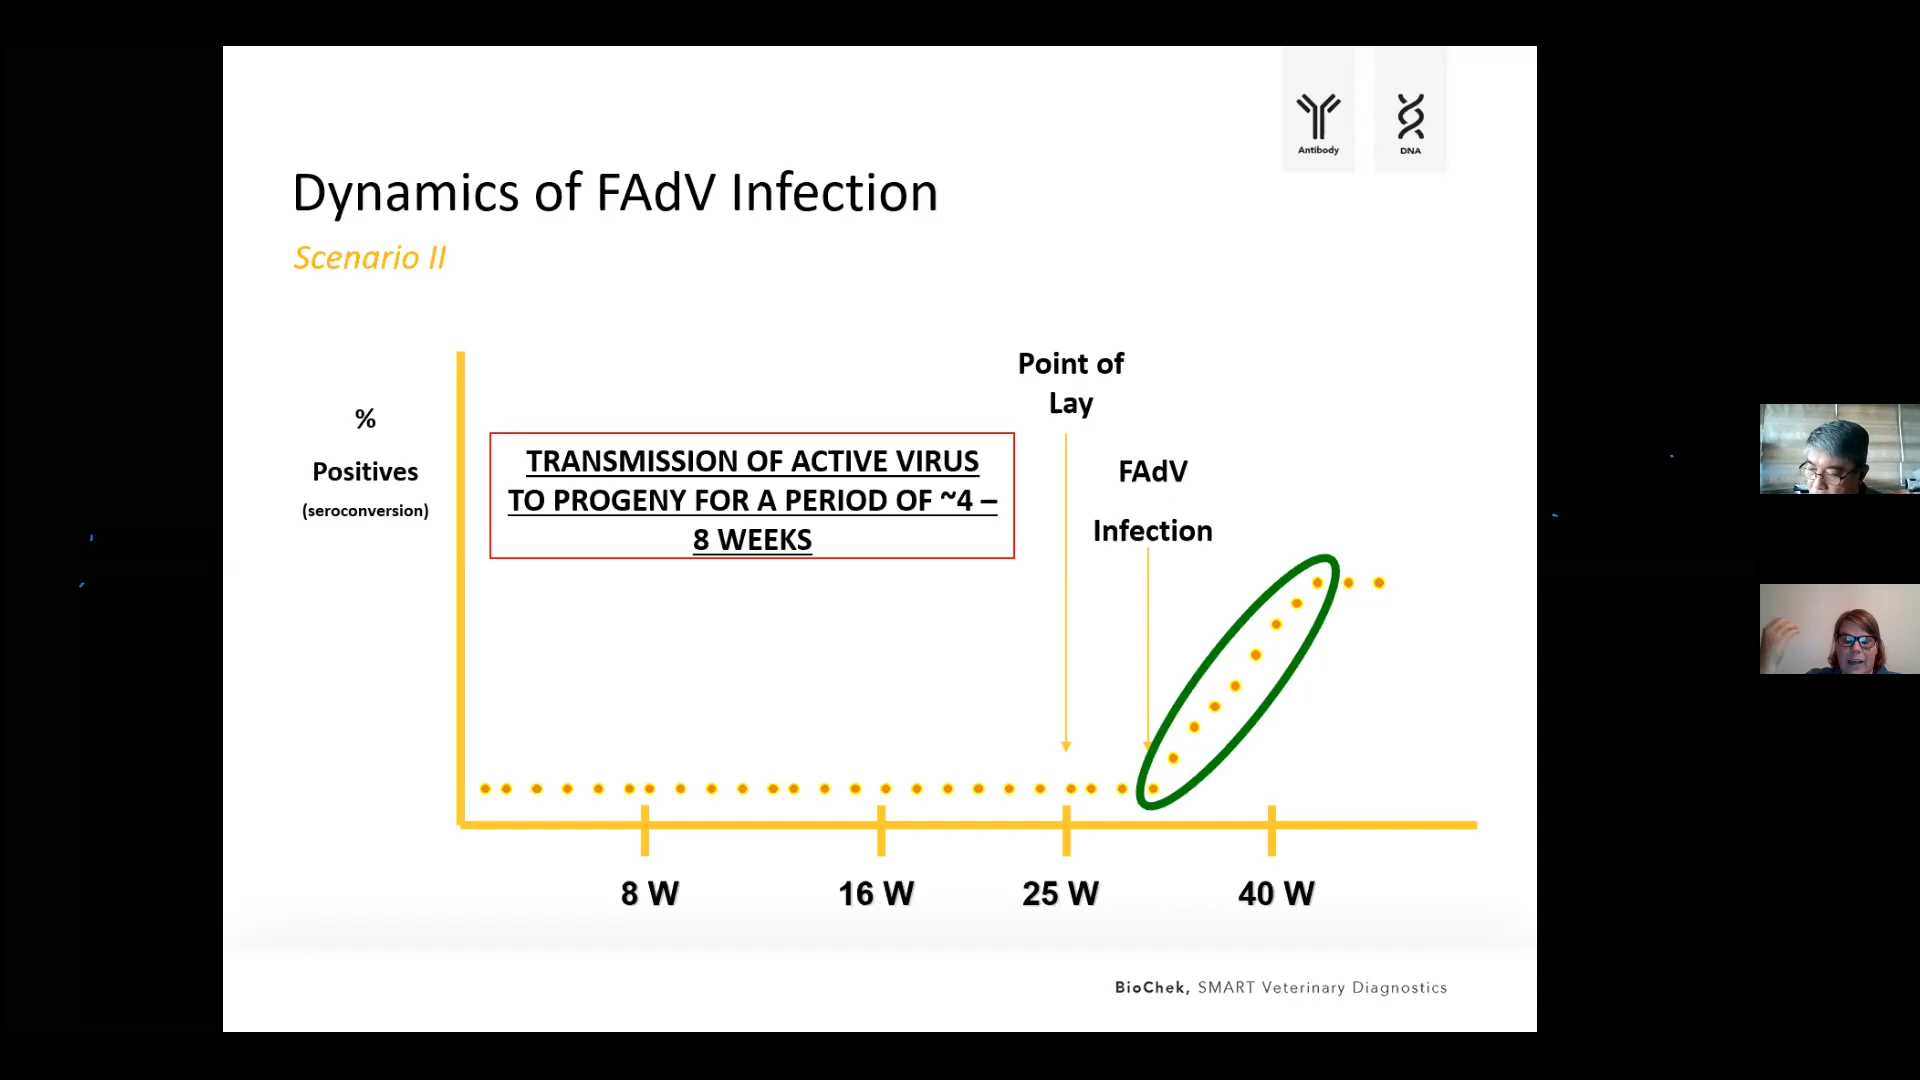 Antibody
DNA
Dynamics of FAdV Infection
Scenario II
%
Positives
(seroconversion)
TRANSMISSION OF ACTIVE VIRUS
TO PROGENY FOR A PERIOD OF ~4 –
8 WEEKS
Point of
Lay
FAdV
Infection
8 W
16 W
25 W
40 W
BioChek, SMART Veterinary Diagnostics